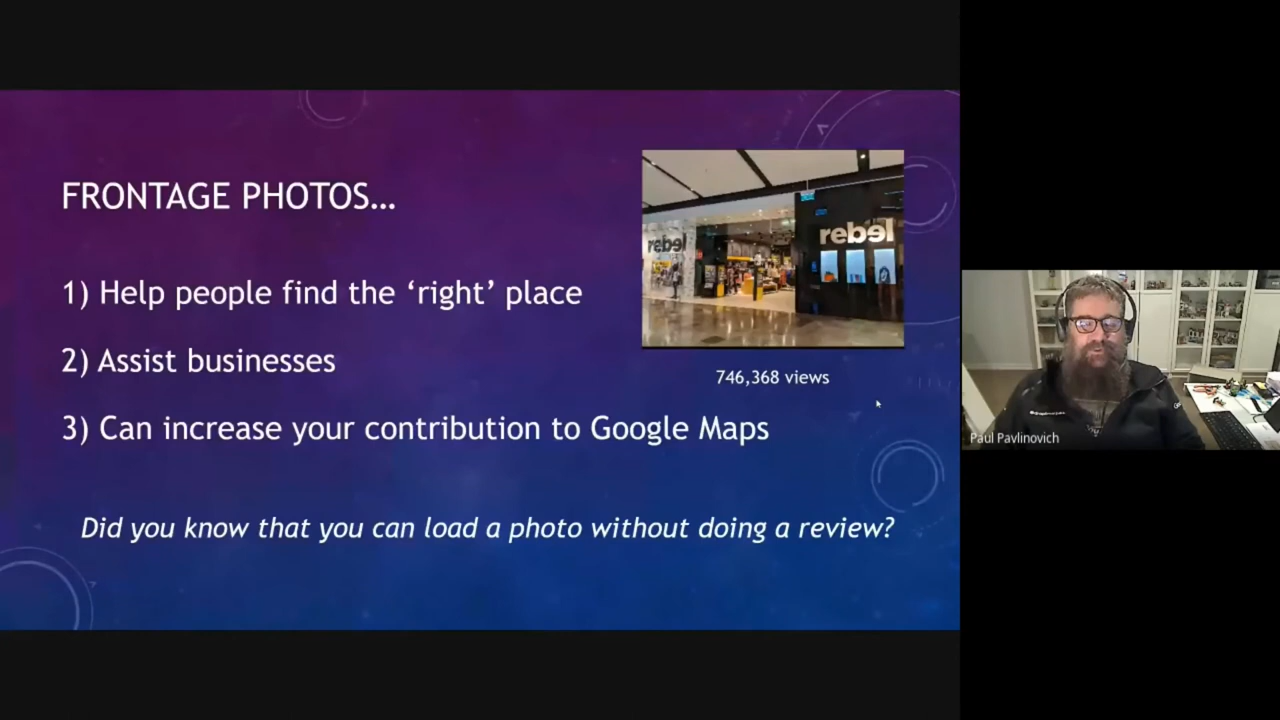 FRONTAGE PHOTOS...
rebel
rebel
1) Help people find the ‘right’ place
2) Assist businesses
746,368 views
3) Can increase your contribution to Google Maps
Paul Pavlinovich
Did you know that you can load a photo without doing a review?